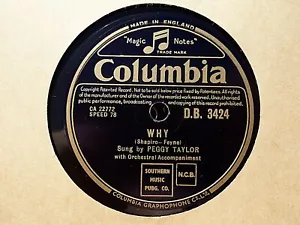 MADE IN ENGLAND
"Magic Notes"
TRADE MARK
Columbia
Copyright Patented Record. Not to be sold below price fixed by Patentees. All rights
of the manufacturer and of the owner of the recorded work reserved. Unauthorised
public performance, broadcasting and copying of this record prohibited.
CA 22772
SPEED 78
D.B. 3424
WHY
(Shapiro—Feyne)
Sung by PEGGY TAYLOR
with Orchestral Accompaniment
SOUTHERN
MUSIC
PUBG. CO.
N.C.B.
COLUMBIA GRAPHOPHONE CO. LTD.